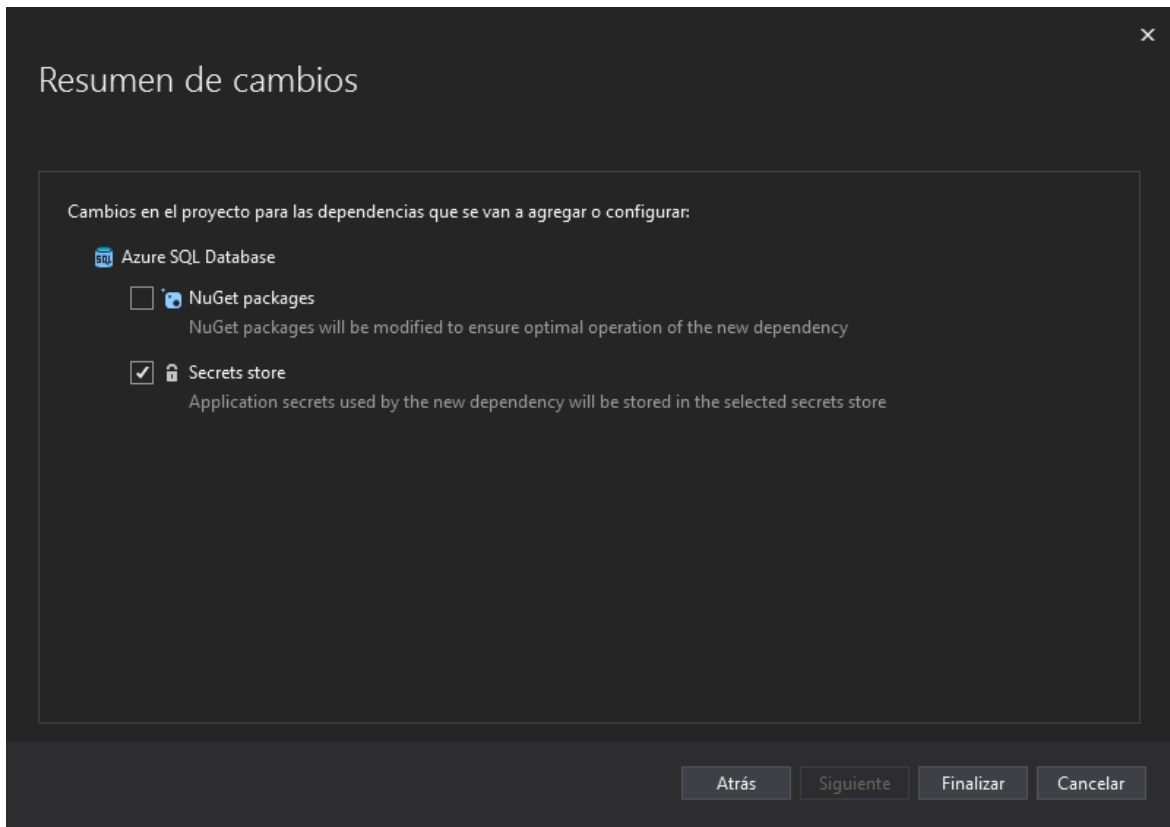 Resumen de cambios
Cambios en el proyecto para las dependencias que se van a agregar o configurar:
SQL Azure SQL Database
NuGet packages
NuGet packages will be modified to ensure optimal operation of the new dependency
Secrets store
Application secrets used by the new dependency will be stored in the selected secrets store
Atrás Siguiente Finalizar Cancelar